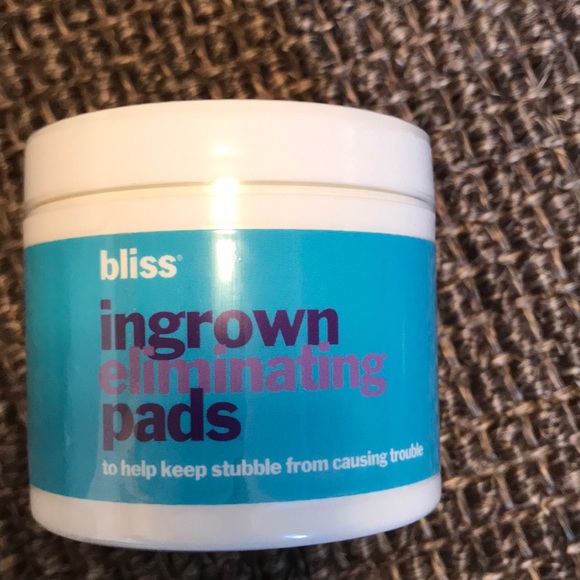 bliss®
ingrown
eliminating
pads
to help keep stubble from causing trouble